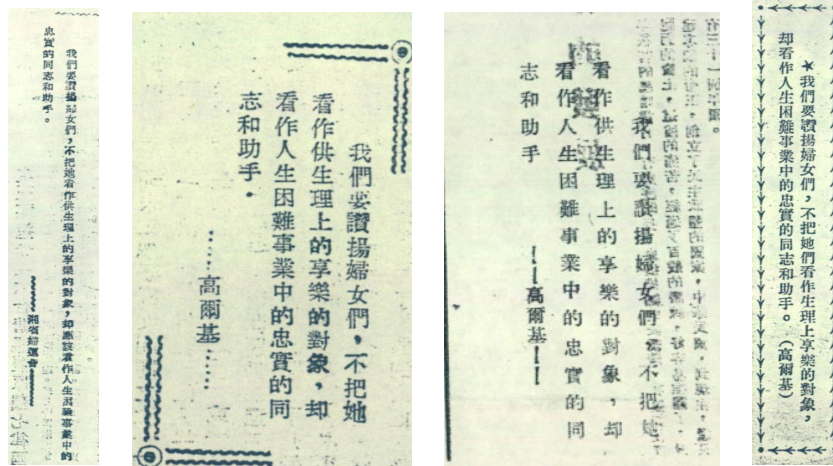 我們要讚揚婦女們，不把她看作供生理上的享樂的對象，却應該看作人生困難事業中的
忠實的同志和助手。
湘省婦運會
我們要讚揚婦女們，不把她
看作供生理上的享樂的對象，却
看作人生困難事業中的忠實的同
志和助手．
……高爾基……
我們要讚揚婦女們，不把她
看作供生理上的享樂的對象，却
看作人生困難事業中的忠實的同
志和助手
——高爾基——
★我們要讚揚婦女們，不把她們看作生理上享樂的對象，
却看作人生困難事業中的忠實的同志和助手。（高爾基）